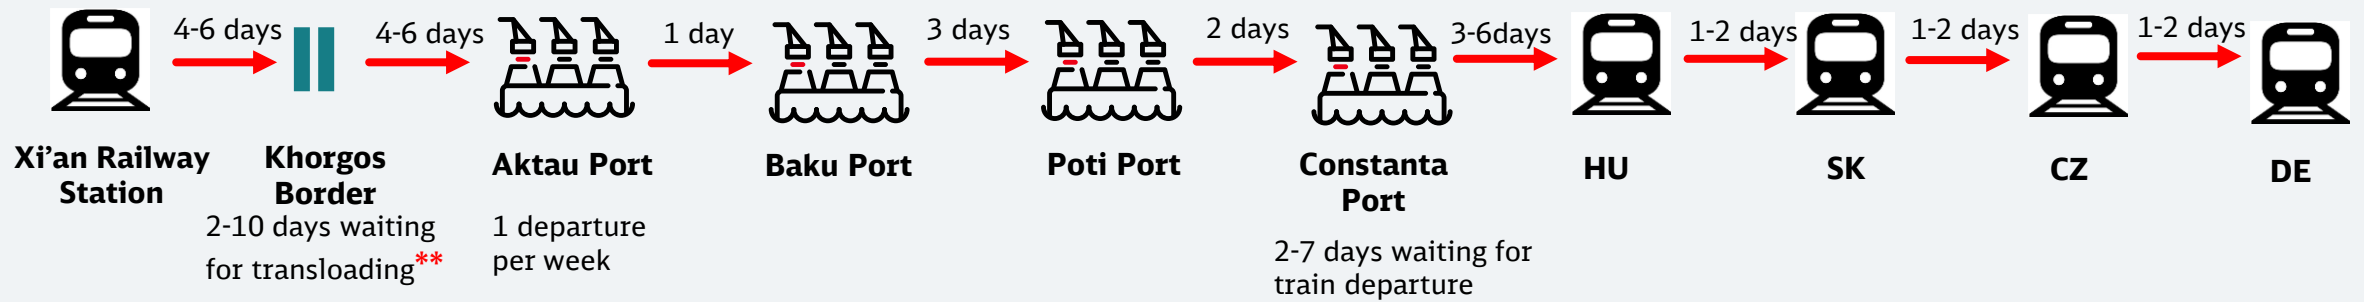 4-6 days
4-6 days
1 day
3 days
2 days
3-6days
1-2 days
1-2 days
1-2 days
Xi’an Railway
Station
Khorgos
Border
2-10 days waiting
for transloading**
Aktau Port
1 departure
per week
Baku Port
Poti Port
Constanta
Port
2-7 days waiting for
train departure
HU
SK
CZ
DE